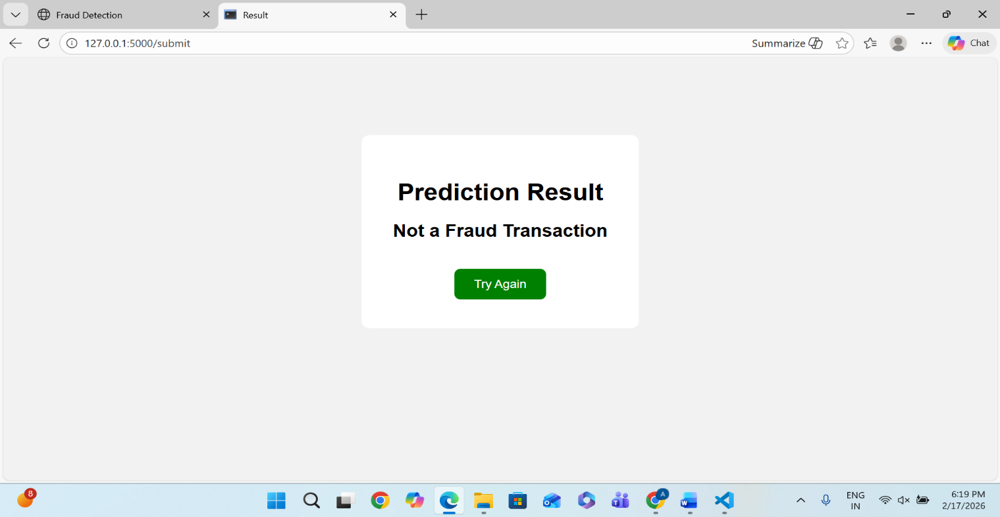 Fraud Detection
Result
127.0.0.1:5000/submit
Summarize
Chat
Prediction Result
Not a Fraud Transaction
Try Again
8
A
ENG
IN
6:19 PM
2/17/2026